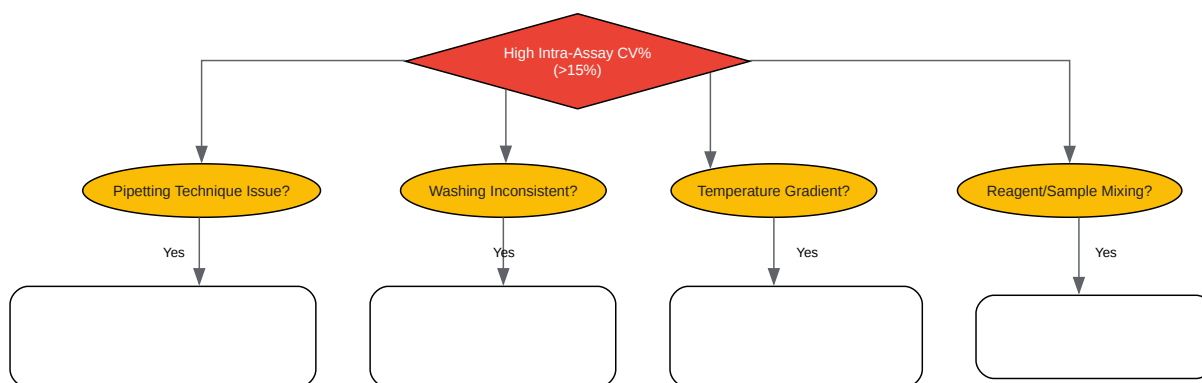 High Intra-Assay CV%
(>15%)
Pipetting Technique Issue?
Washing Inconsistent?
Temperature Gradient?
Reagent/Sample Mixing?
Yes
Yes
Yes
Yes